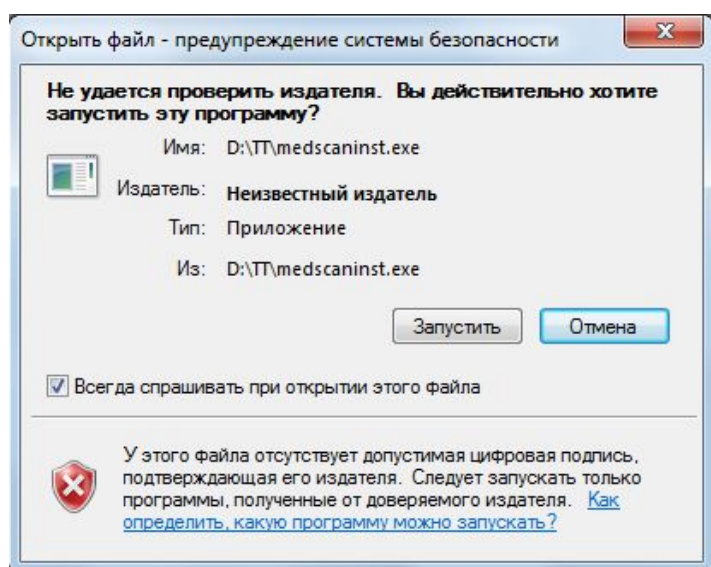 Открыть файл - предупреждение системы безопасности
Не удается проверить издателя. Вы действительно хотите
запустить эту программу?
Имя: D:\TT\medscaninst.exe
Издатель: Неизвестный издатель
Тип: Приложение
Из: D:\TT\medscaninst.exe
Запустить Отмена
Всегда спрашивать при открытии этого файла
У этого файла отсутствует допустимая цифровая подпись,
подтверждающая его издателя. Следует запускать только
программы, полученные от доверяемого издателя. Как
определить, какую программу можно запускать?